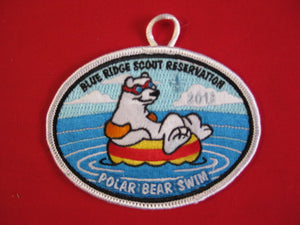 BLUE RIDGE SCOUT RESERVATION
2013
POLAR BEAR SWIM